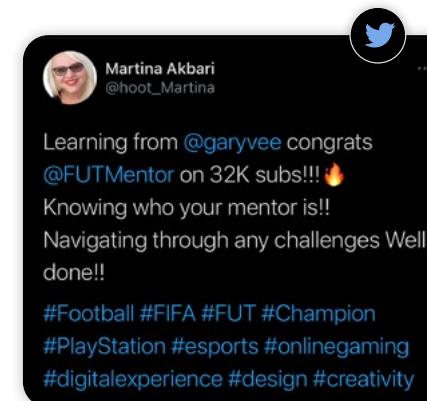 Martina Akbari
@hoot_Martina
Learning from @garyvee congrats
@FUTMentor on 32K subs!!!🔥
Knowing who your mentor is!!
Navigating through any challenges Well
done!!
#Football #FIFA #FUT #Champion
#PlayStation #esports #onlinegaming
#digitalexperience #design #creativity